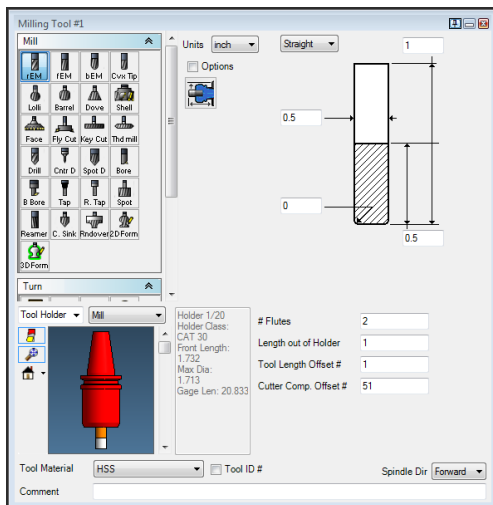 Milling Tool #1
Mill
rEM fEM bEM Cvx Tip
Lolli Barrel Dove Shell
Face Fly Cut Key Cut Thd mill
Drill Cntr D Spot D Bore
B Bore Tap R. Tap Spot
Reamer C. Sink Rndover 2D Form
3D Form
Turn
Units inch Straight 1
Options
0.5
0
0.5
Tool Holder Mill
Holder 1/20
Holder Class:
CAT 30
Front Length:
1.732
Max Dia:
1.713
Gage Len: 20.833
# Flutes 2
Length out of Holder 1
Tool Length Offset # 1
Cutter Comp. Offset # 51
Tool Material HSS Tool ID # Spindle Dir Forward
Comment